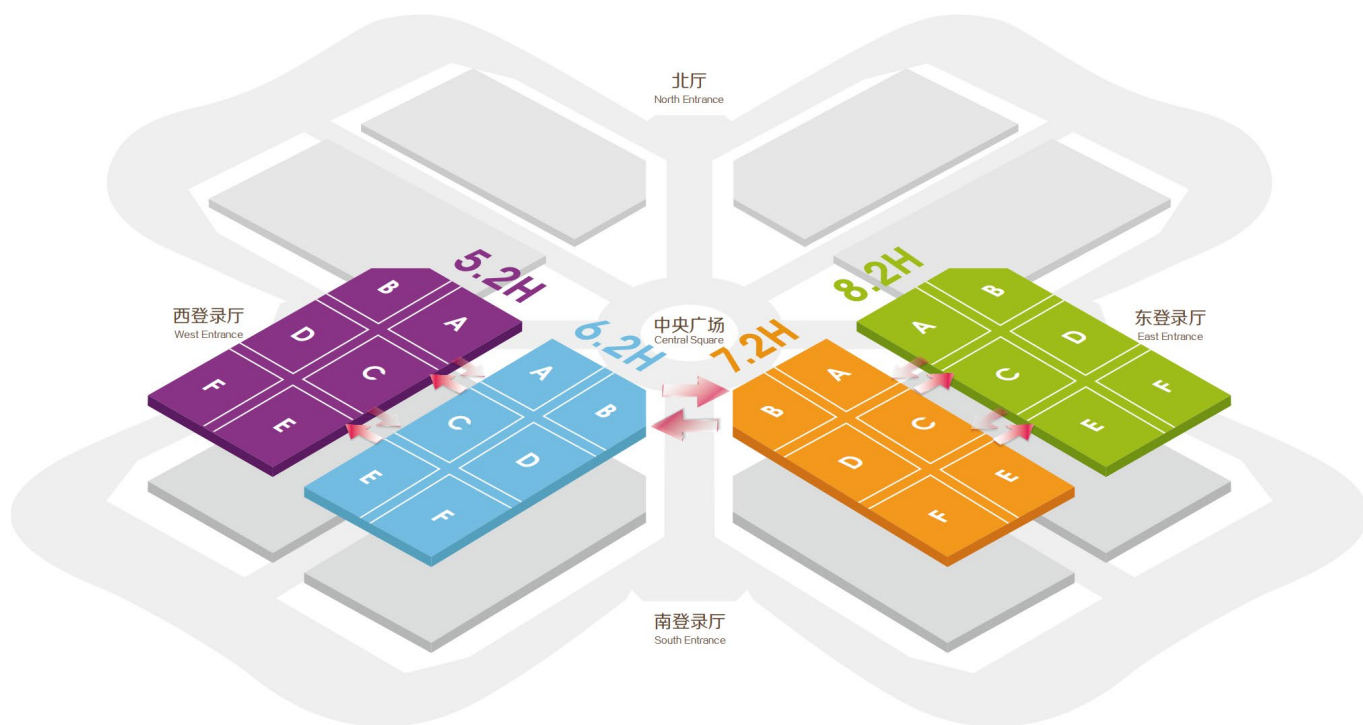 北厅
North Entrance
5.2H
8.2H
西登录厅
West Entrance
中央广场
Central Square
东登录厅
East Entrance
6.2H
7.2H
B
A
D
C
F
E
A
B
C
D
E
F
A
B
C
D
E
F
B
A
D
C
F
E
南登录厅
South Entrance